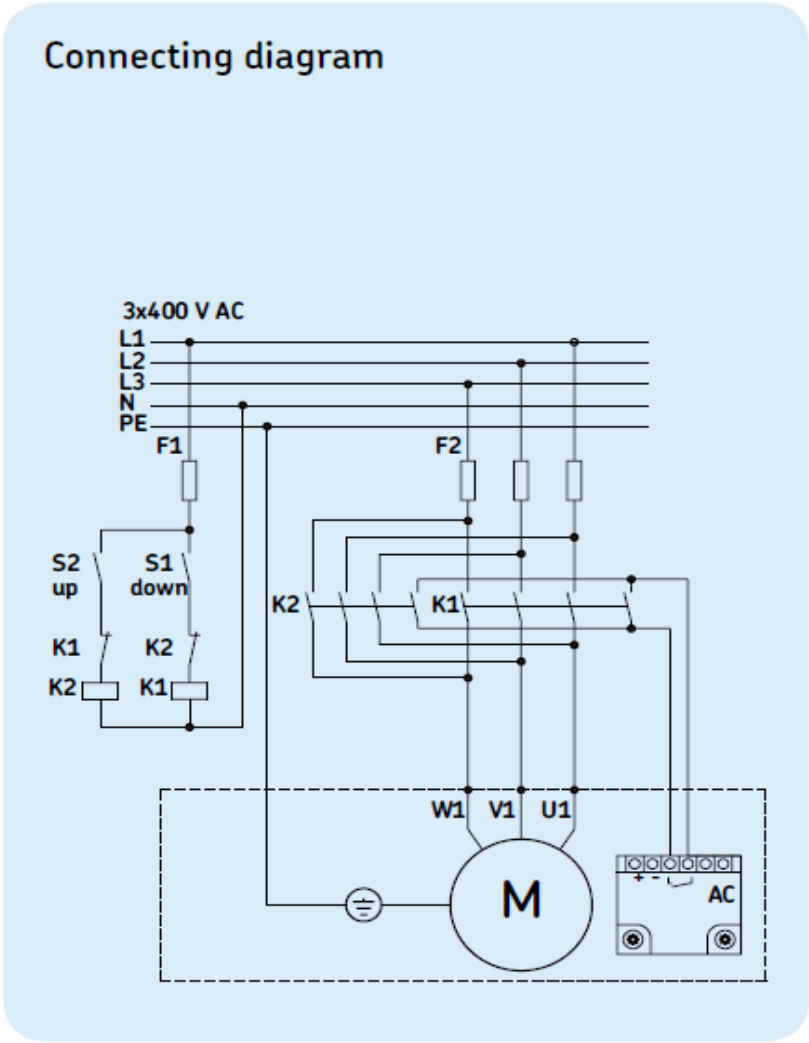 Connecting diagram
3x400 V AC
L1
L2
L3
N
PE
F1
F2
S2
up
S1
down
K2
K1
K1
K2
K2
K1
W1
V1
U1
M
+ -
AC